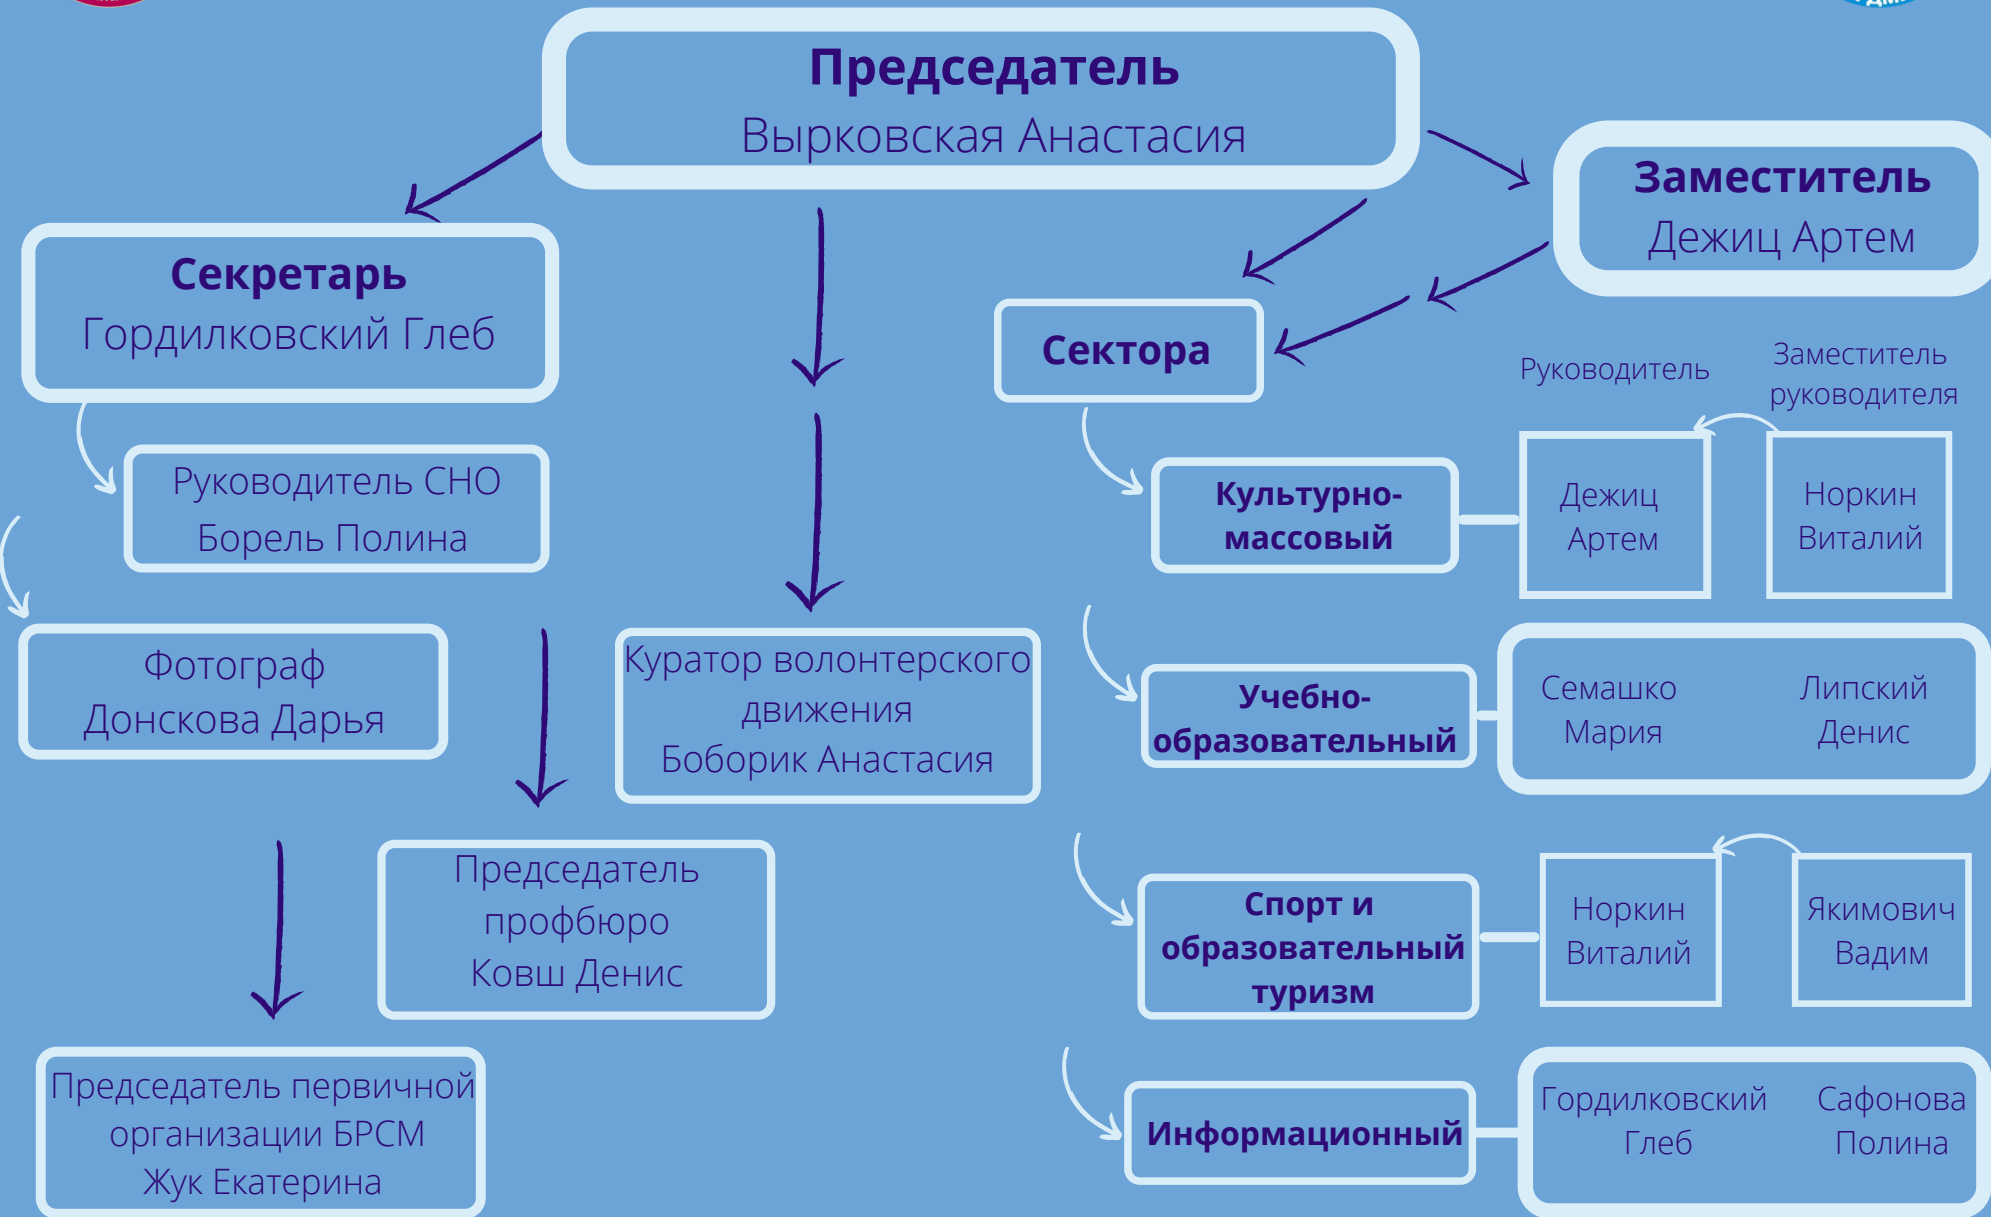 Председатель
Вырковская Анастасия
Заместитель
Дежиц Артем
Секретарь
Гордилковский Глеб
Руководитель СНО
Борель Полина
Фотограф
Донскова Дарья
Куратор волонтерского
движения
Боборик Анастасия
Председатель
профбюро
Ковш Денис
Председатель первичной
организации БРСМ
Жук Екатерина
Сектора
Руководитель
Заместитель
руководителя
Культурно-
массовый
Дежиц
Артем
Норкин
Виталий
Учебно-
образовательный
Семашко
Мария
Липский
Денис
Спорт и
образовательный
туризм
Норкин
Виталий
Якимович
Вадим
Информационный
Гордилковский
Глеб
Сафонова
Полина